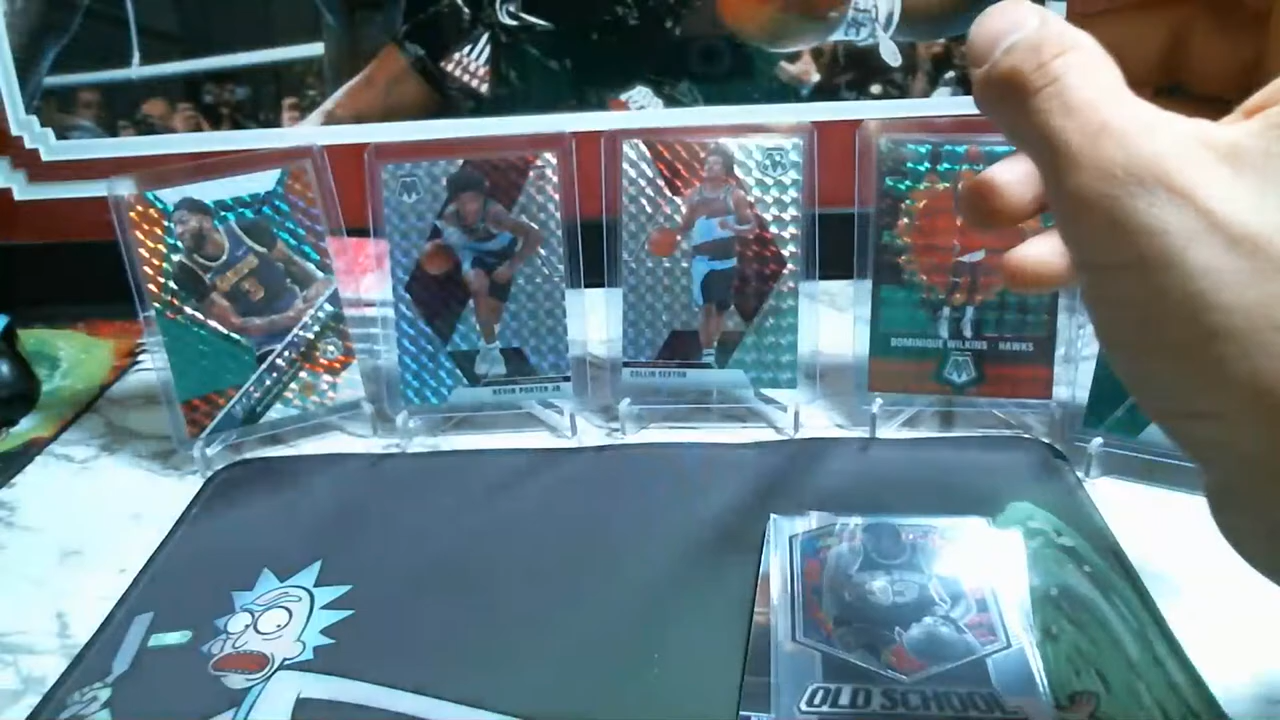 KEVIN PORTER JR.
COLLIN SEXTON
DOMINIQUE WILKINS · HAWKS
OLD SCHOOL